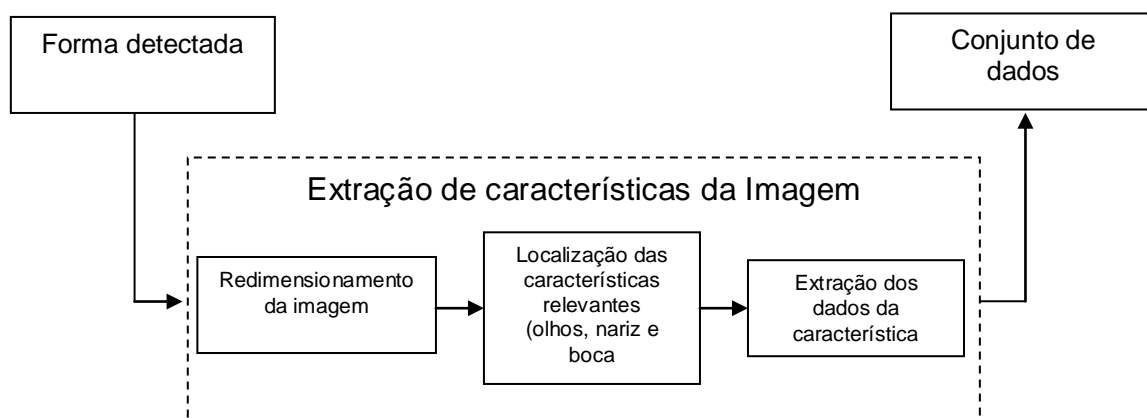 Forma detectada
Conjunto de
dados
Extração de características da Imagem
Redimensionamento
da imagem
Localização das
características
relevantes
(olhos, nariz e
boca
Extração dos
dados da
característica